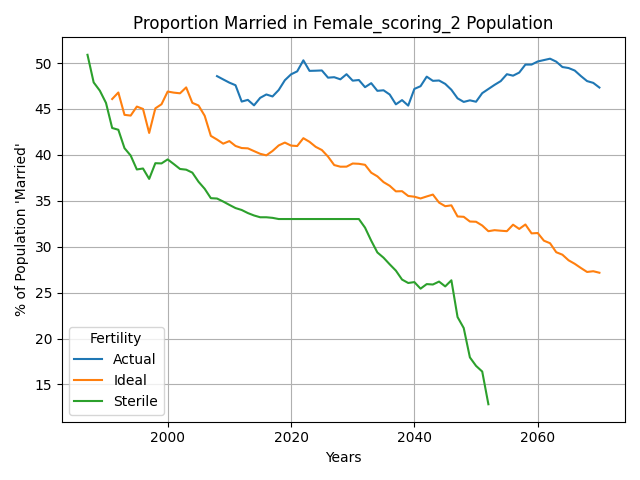 Proportion Married in Female_scoring_2 Population
% of Population 'Married'
50
45
40
35
30
25
20
15
Fertility
Actual
Ideal
Sterile
2000 2020 2040 2060
Years